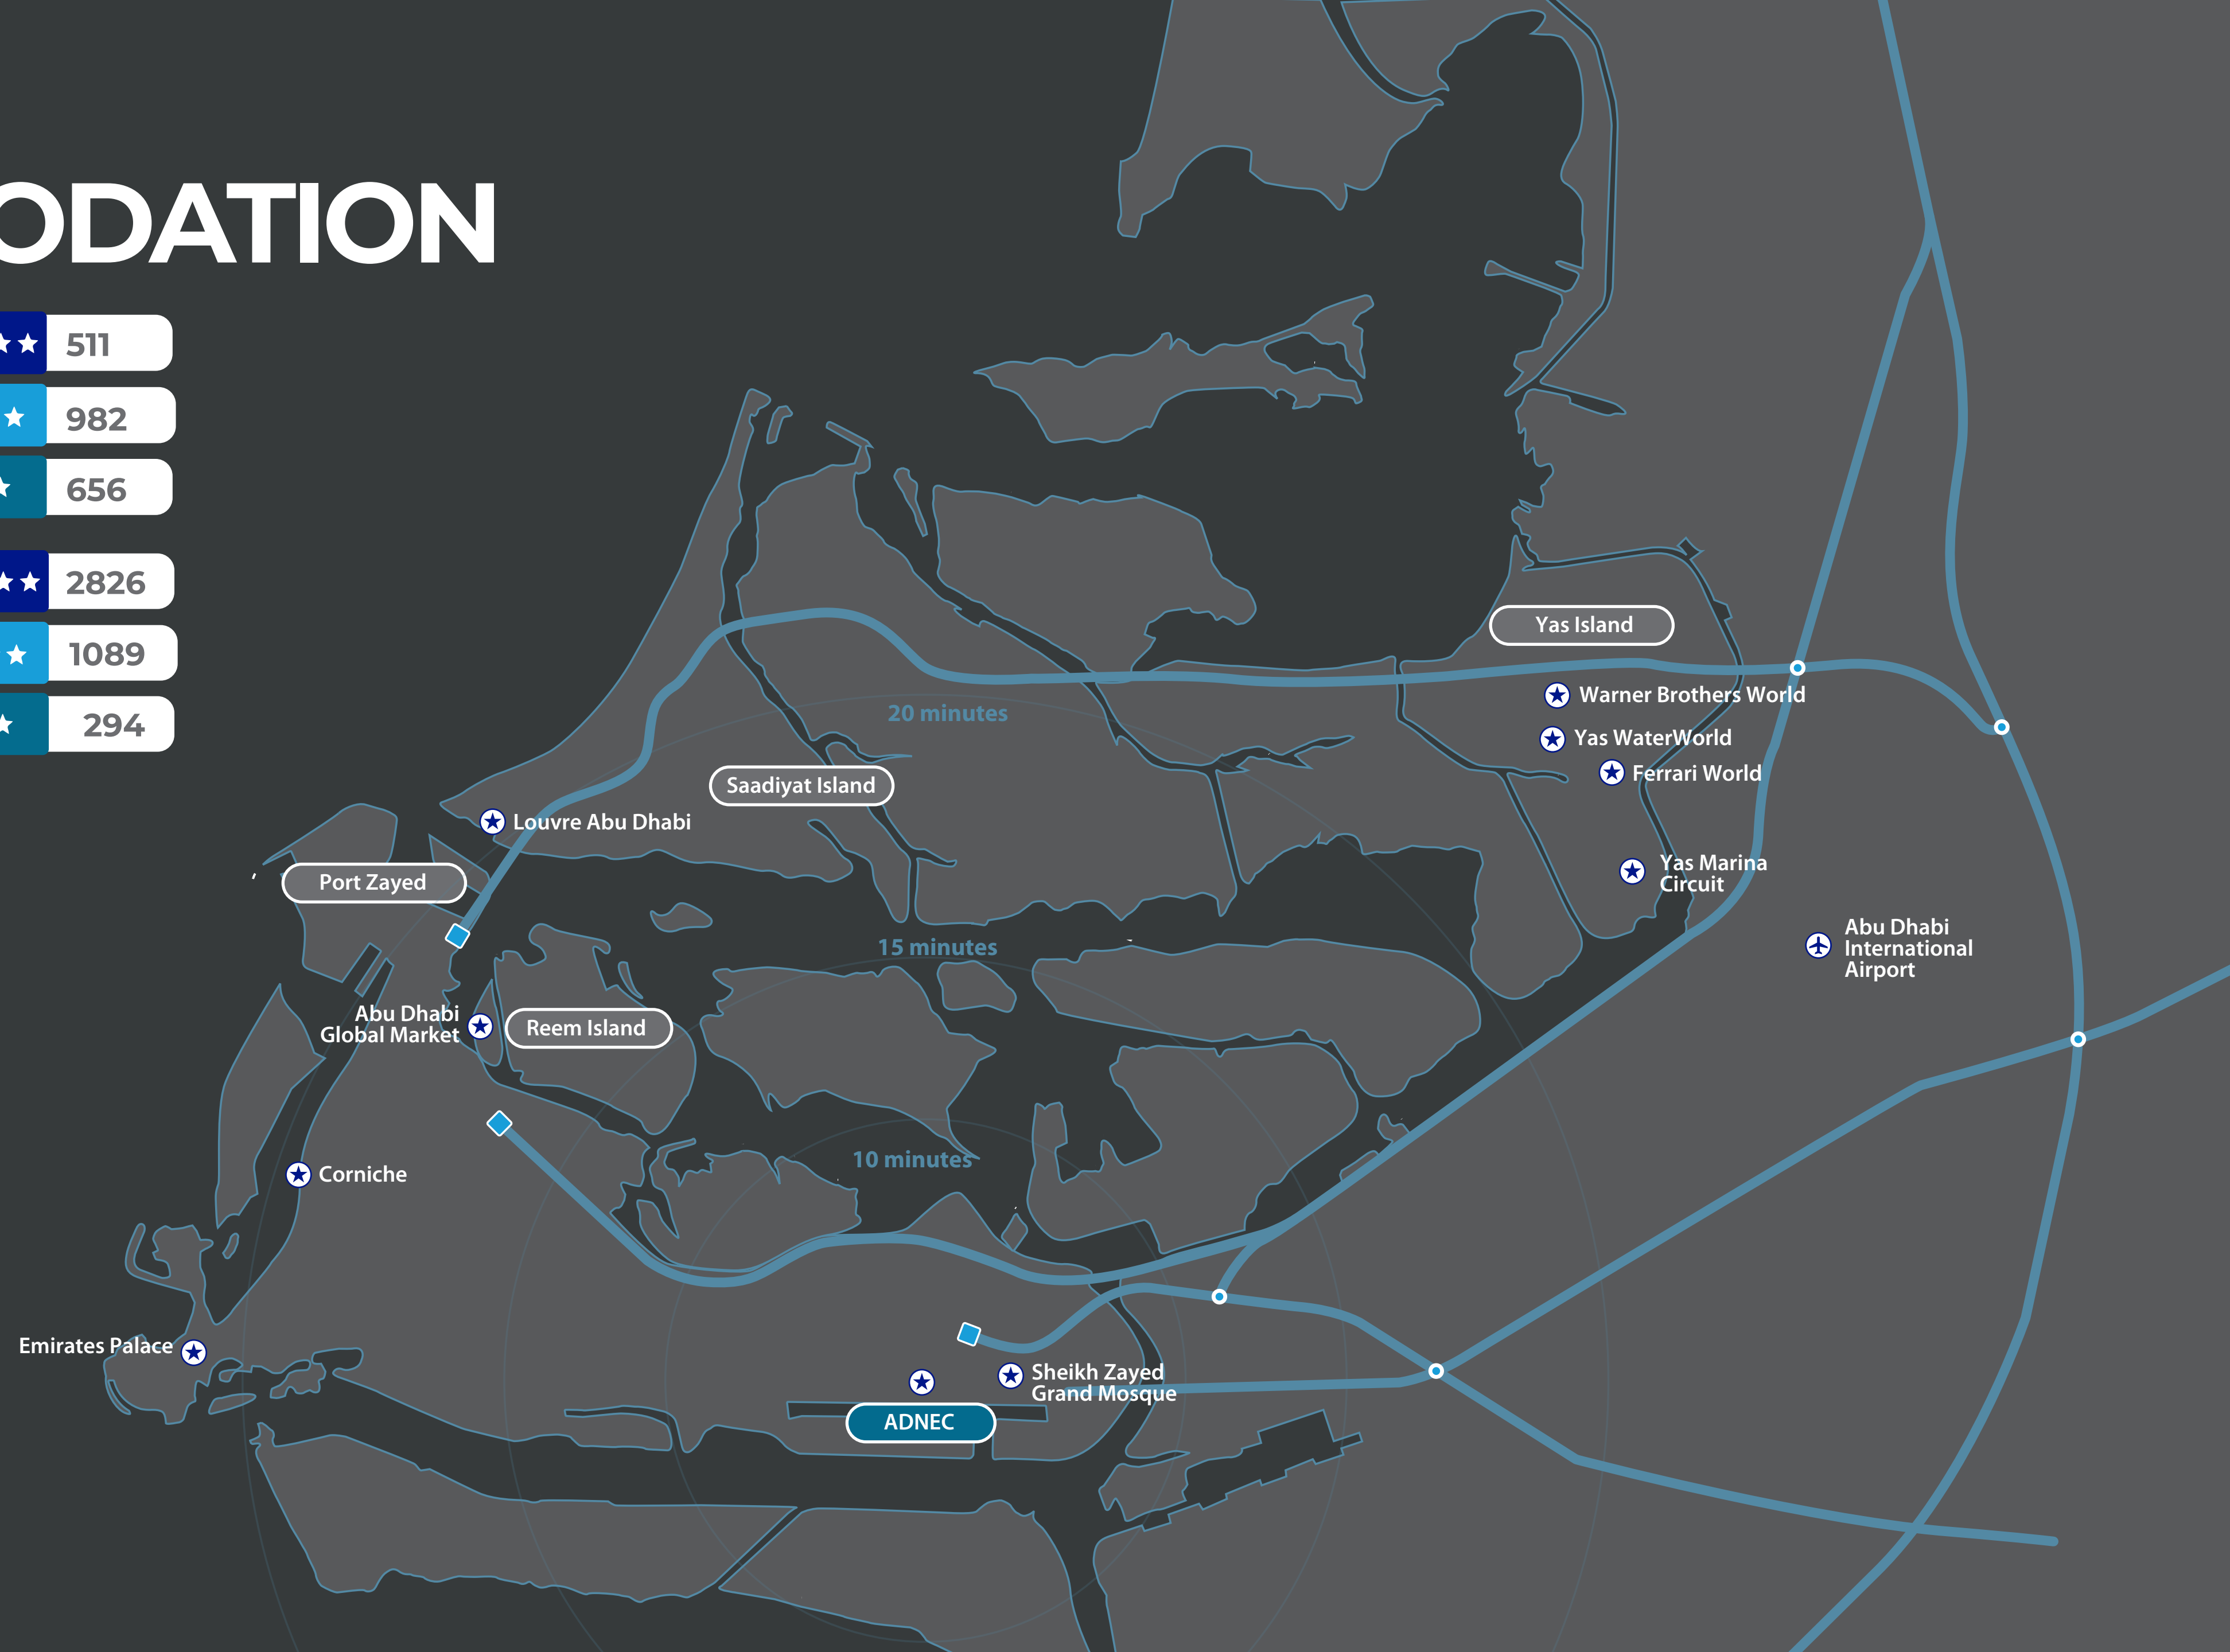 ODATION
511
982
656
2826
1089
294
Yas Island
Warner Brothers World
20 minutes
Yas WaterWorld
Ferrari World
Saadiyat Island
Louvre Abu Dhabi
Port Zayed
Yas Marina
Circuit
15 minutes
Abu Dhabi
International
Airport
Abu Dhabi
Global Market
Reem Island
10 minutes
Corniche
Emirates Palace
Sheikh Zayed
Grand Mosque
ADNEC